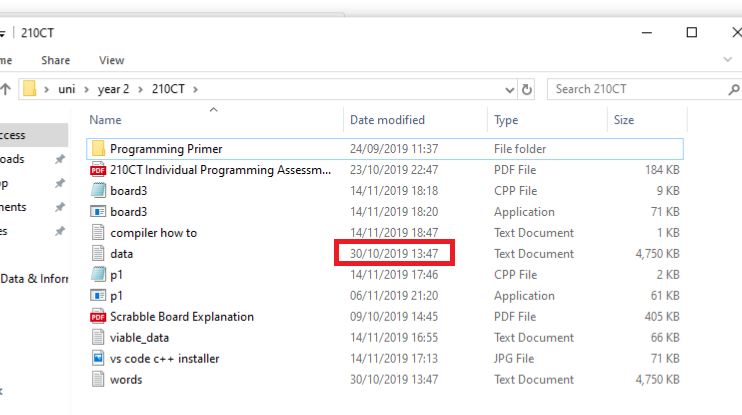 210CT
me Share View
uni year 2 210CT Search 210CT
Name Date modified Type Size
ccess
Programming Primer 24/09/2019 11:37 File folder
oads
210CT Individual Programming Assessm... 23/10/2019 22:47 PDF File 184 KB
p
board3 14/11/2019 18:18 CPP File 9 KB
ments
board3 14/11/2019 18:20 Application 71 KB
es
compiler how to 14/11/2019 18:47 Text Document 1 KB
data 30/10/2019 13:47 Text Document 4,750 KB
Data & Inforr
p1 14/11/2019 17:46 CPP File 2 KB
p1 06/11/2019 21:20 Application 61 KB
Scrabble Board Explanation 09/10/2019 14:45 PDF File 405 KB
viable_data 14/11/2019 16:55 Text Document 66 KB
vs code c++ installer 14/11/2019 17:13 JPG File 71 KB
words 30/10/2019 13:47 Text Document 4,750 KB